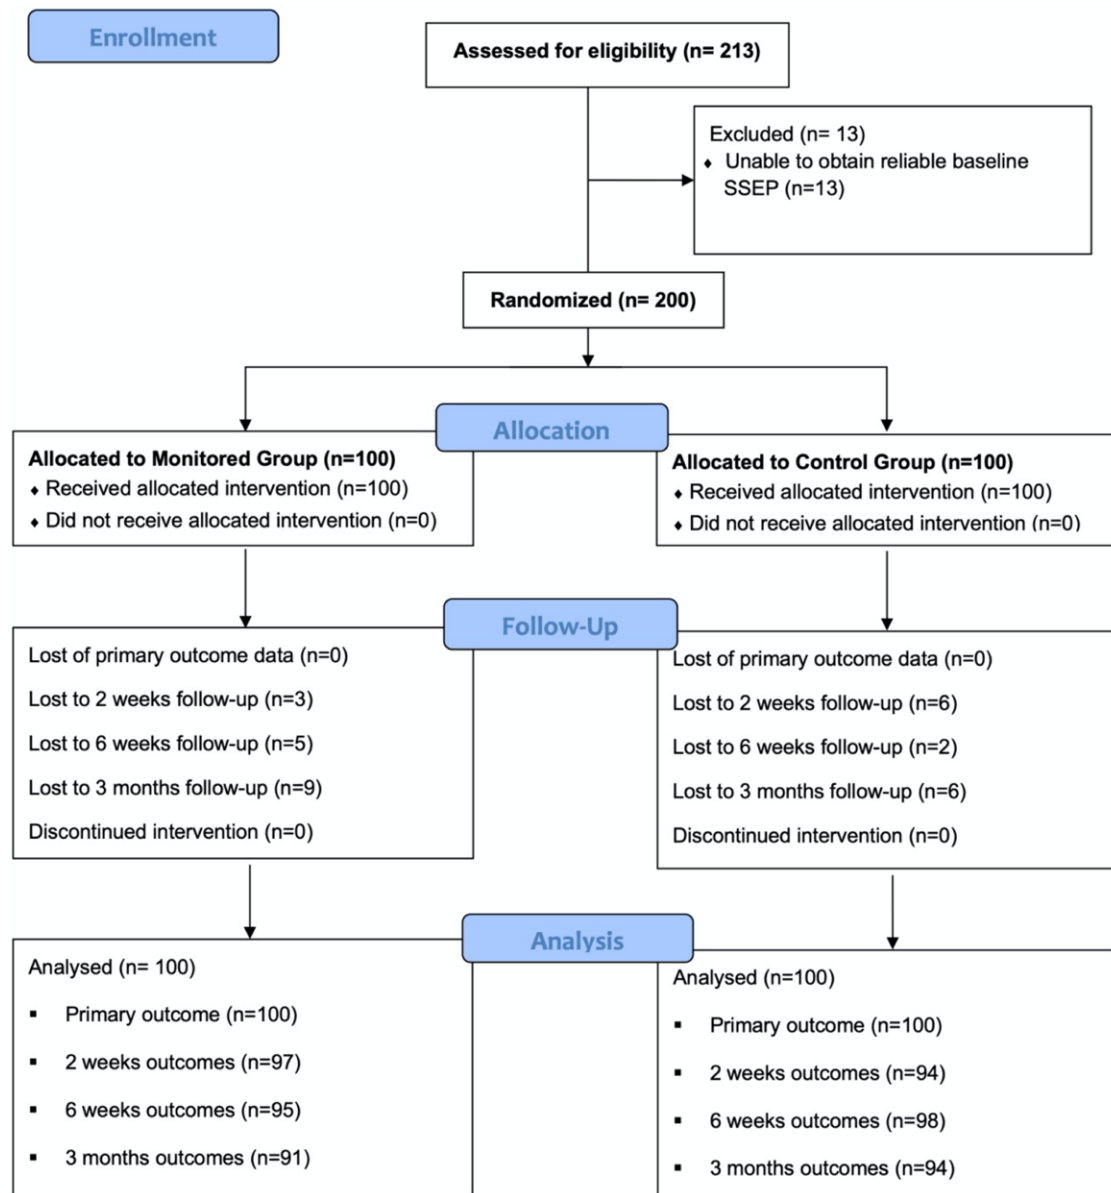 Enrollment
Assessed for eligibility (n= 213)
Excluded (n= 13)
♦ Unable to obtain reliable baseline
SSEP (n=13)
Randomized (n= 200)
Allocation
Allocated to Monitored Group (n=100)
♦ Received allocated intervention (n=100)
♦ Did not receive allocated intervention (n=0)
Allocated to Control Group (n=100)
♦ Received allocated intervention (n=100)
♦ Did not receive allocated intervention (n=0)
Follow-Up
Lost of primary outcome data (n=0)
Lost to 2 weeks follow-up (n=3)
Lost to 6 weeks follow-up (n=5)
Lost to 3 months follow-up (n=9)
Discontinued intervention (n=0)
Lost of primary outcome data (n=0)
Lost to 2 weeks follow-up (n=6)
Lost to 6 weeks follow-up (n=2)
Lost to 3 months follow-up (n=6)
Discontinued intervention (n=0)
Analysis
Analysed (n= 100)
▪ Primary outcome (n=100)
▪ 2 weeks outcomes (n=97)
▪ 6 weeks outcomes (n=95)
▪ 3 months outcomes (n=91)
Analysed (n=100)
▪ Primary outcome (n=100)
▪ 2 weeks outcomes (n=94)
▪ 6 weeks outcomes (n=98)
▪ 3 months outcomes (n=94)